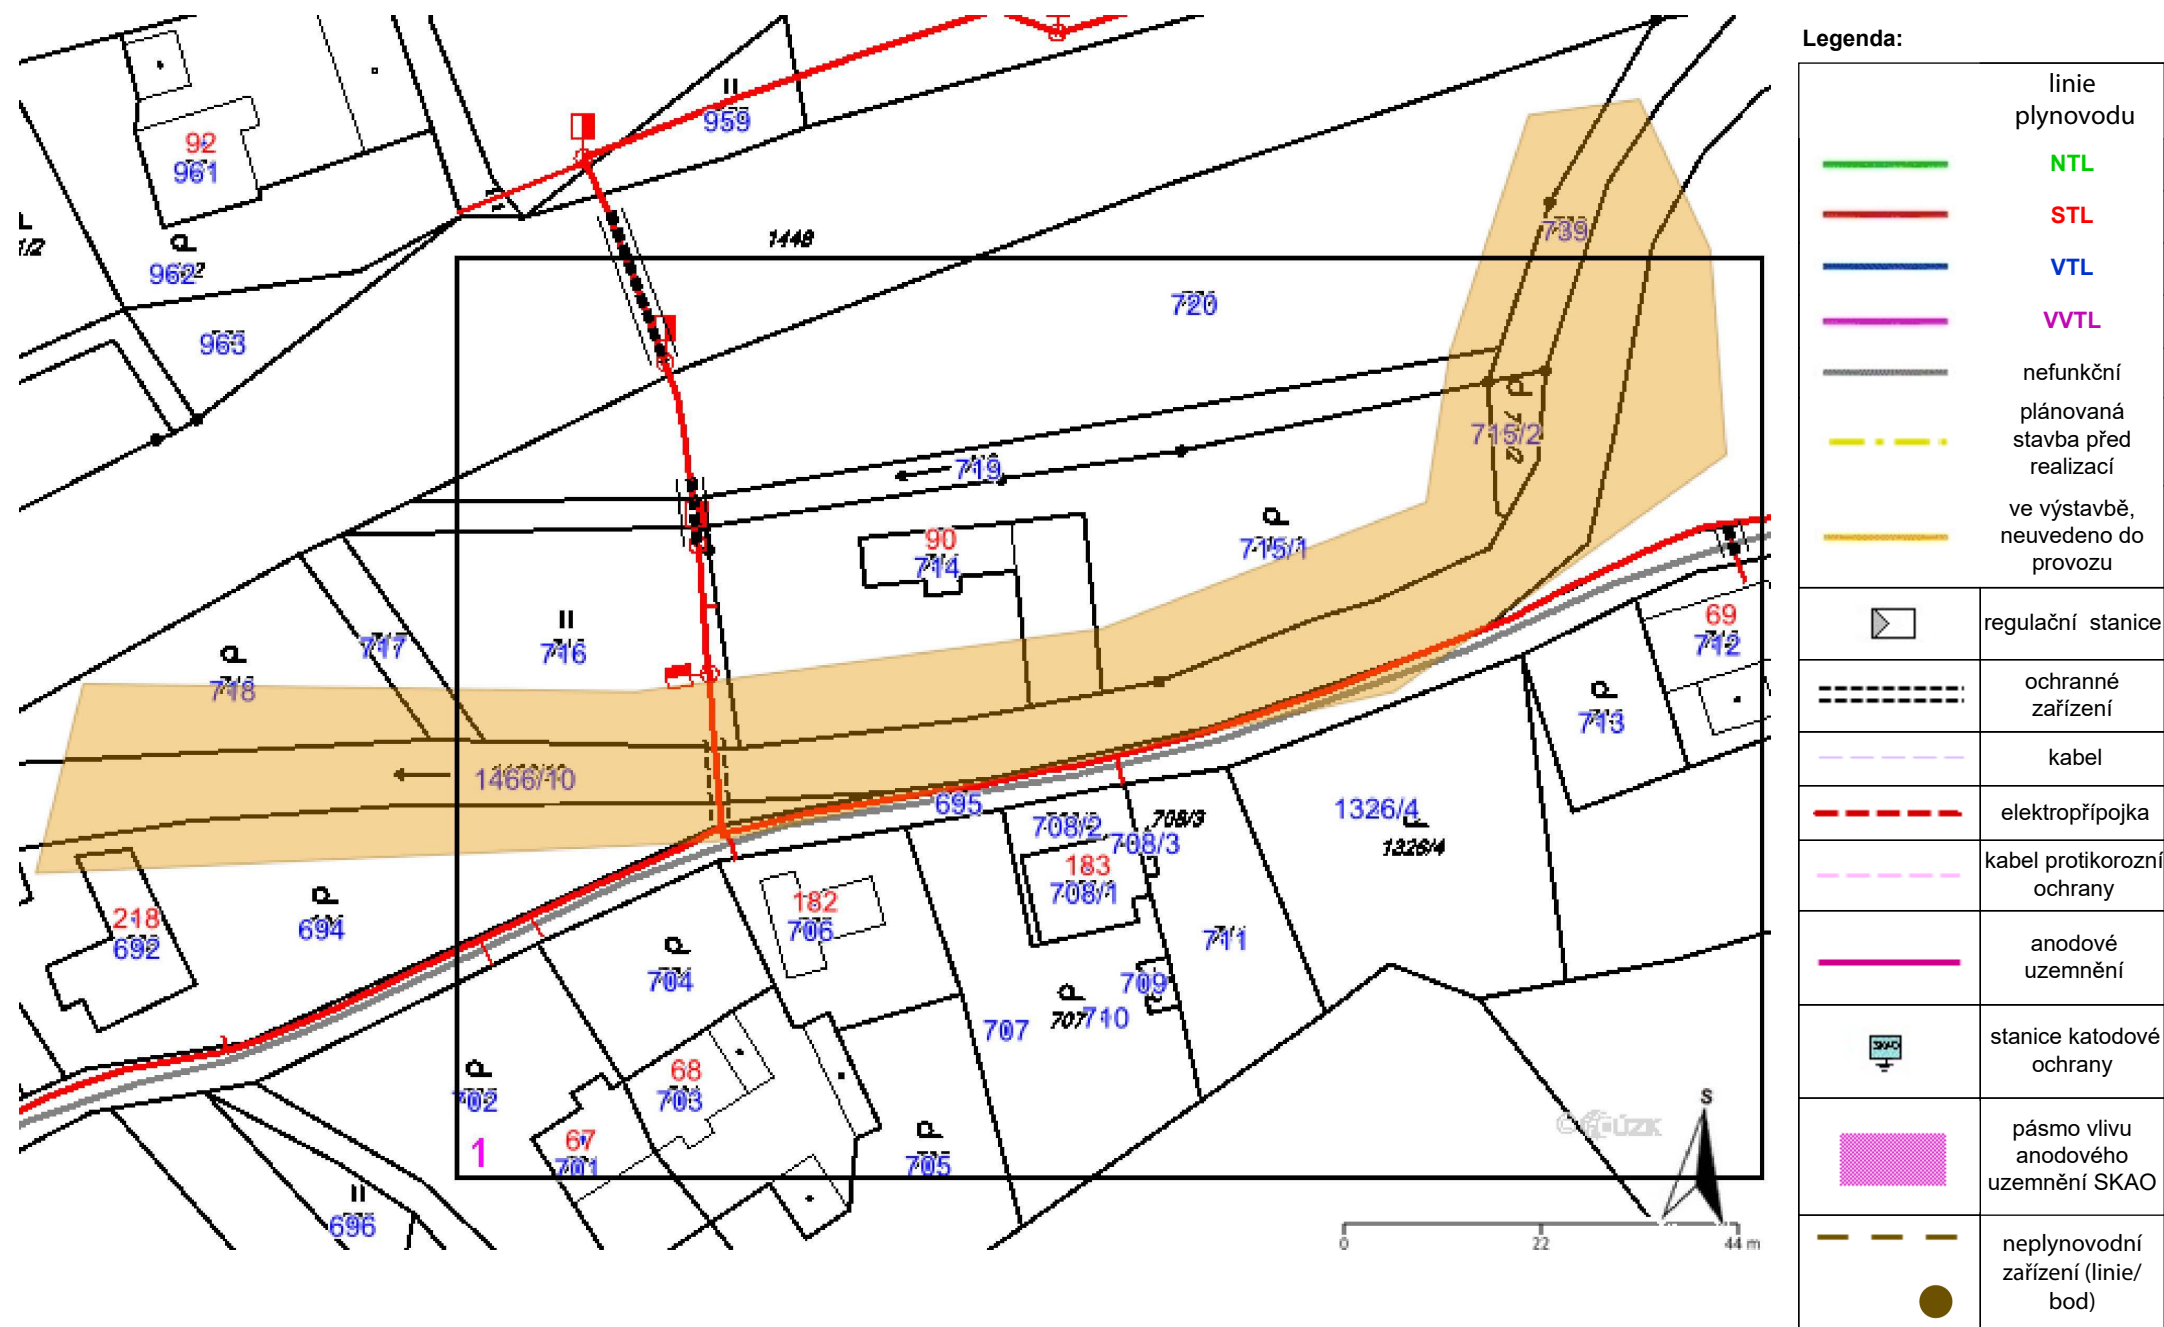 Legenda:
linie
plynovodu
NTL
STL
VTL
VVTL
nefunkční
plánovaná
stavba před
realizací
ve výstavbě,
neuvedeno do
provozu
regulační stanice
ochranné
zařízení
kabel
elektropřípojka
kabel protikorozní
ochrany
anodové
uzemnění
SKAO
stanice katodové
ochrany
pásmo vlivu
anodového
uzemnění SKAO
neplynovodní
zařízení (linie/
bod)
959
92
961
1/2
962
1448
739
963
720
715/2
719
90
714
715/1
716
717
718
69
712
713
1466/10
695
708/2
708/3
708/3
1326/4
1326/4
183
708/1
182
706
218
692
694
704
711
709
707
707
710
702
68
703
67
701
705
1
696
S
0
22
44 m